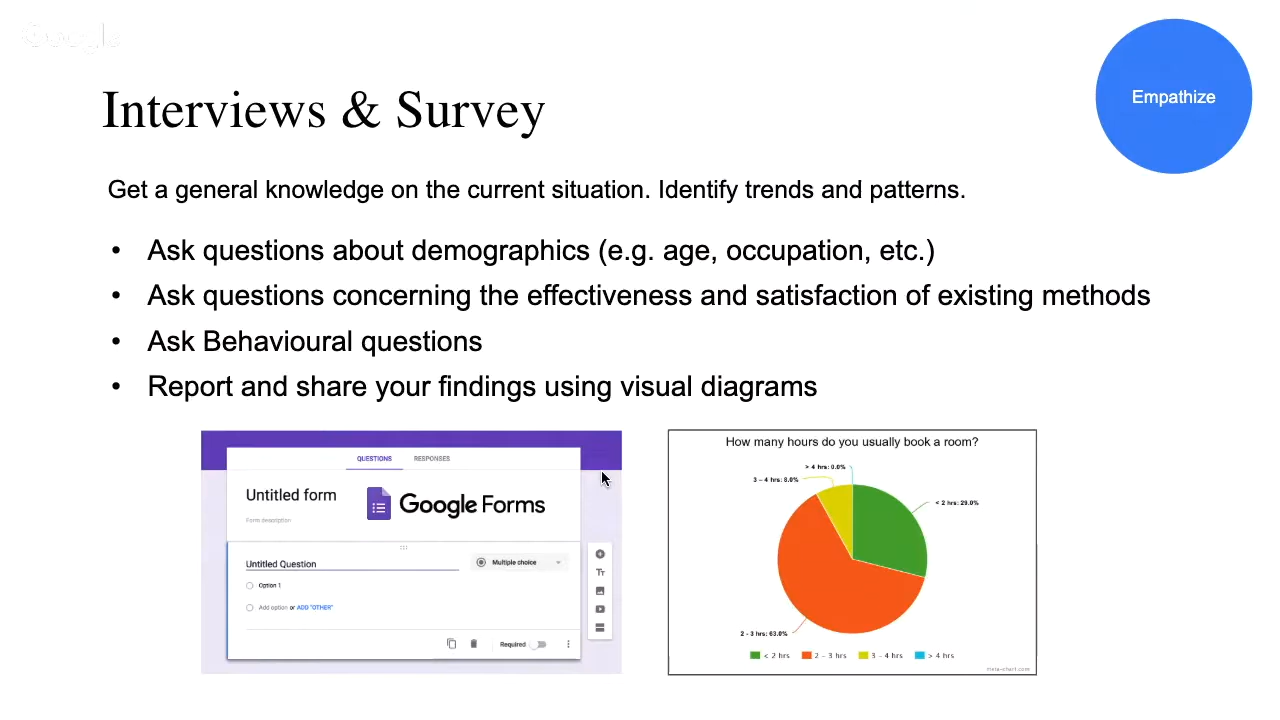 Google
Empathize
Interviews & Survey
Get a general knowledge on the current situation. Identify trends and patterns.
• Ask questions about demographics (e.g. age, occupation, etc.)
• Ask questions concerning the effectiveness and satisfaction of existing methods
• Ask Behavioural questions
• Report and share your findings using visual diagrams
QUESTIONS RESPONSES
Untitled form
Google Forms
Form description
Untitled Question
Multiple choice
Option 1
Add option or ADD "OTHER"
Tт
Required
How many hours do you usually book a room?
> 4 hrs: 0.0%
3 – 4 hrs: 8.0%
< 2 hrs: 29.0%
2 - 3 hrs: 63.0%
< 2 hrs 2 – 3 hrs 3 – 4 hrs > 4 hrs
meta-chart.com